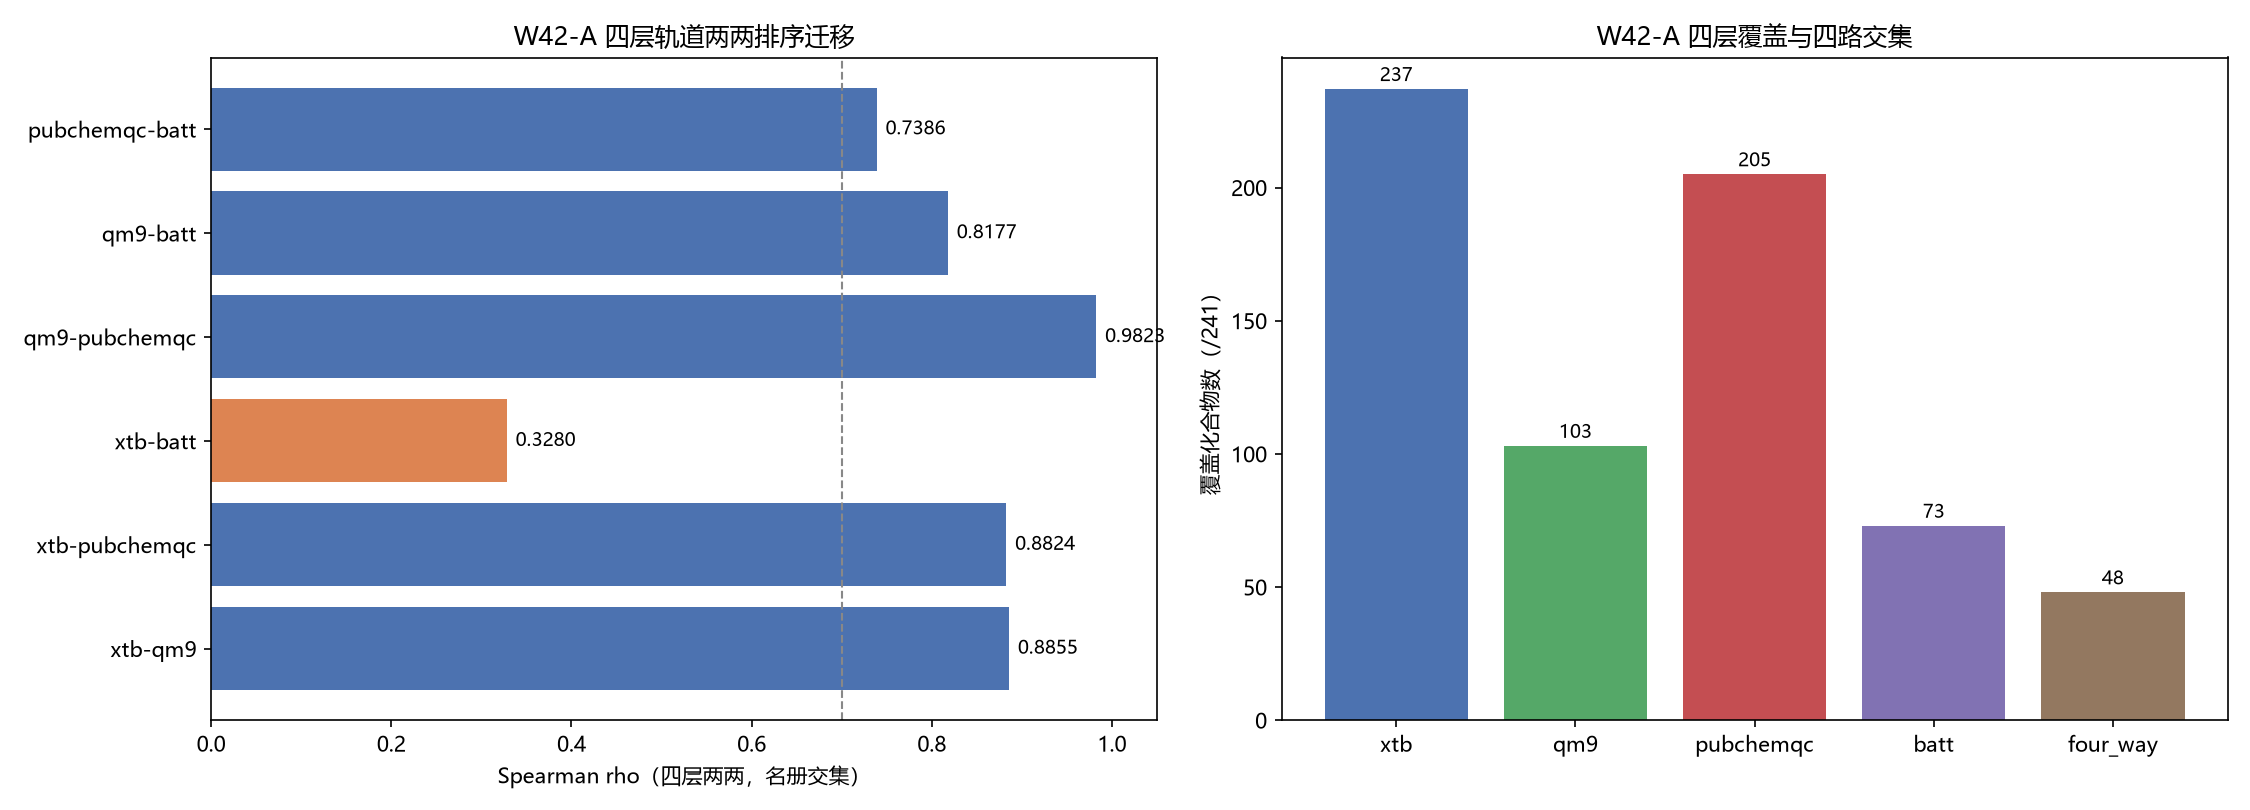 W42-A 四层轨道两两排序迁移
pubchemqc-batt
0.7386
qm9-batt
0.8177
qm9-pubchemqc
0.9823
xtb-batt
0.3280
xtb-pubchemqc
0.8824
xtb-qm9
0.8855
0.0 0.2 0.4 0.6 0.8 1.0
Spearman rho（四层两两，名册交集）
W42-A 四层覆盖与四路交集
覆盖化合物数（/241）
200
150
100
50
0
237
103
205
73
48
xtb qm9 pubchemqc batt four_way